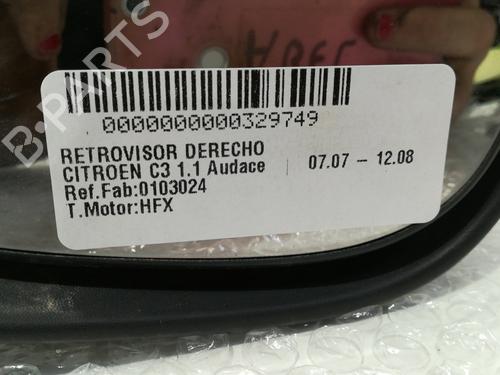 0000000000329749
RETROVISOR DERECHO
CITROEN C3 1.1 Audace | 07.07 – 12.08
Ref.Fab:0103024
T.Motor:HFX
B-PARTS